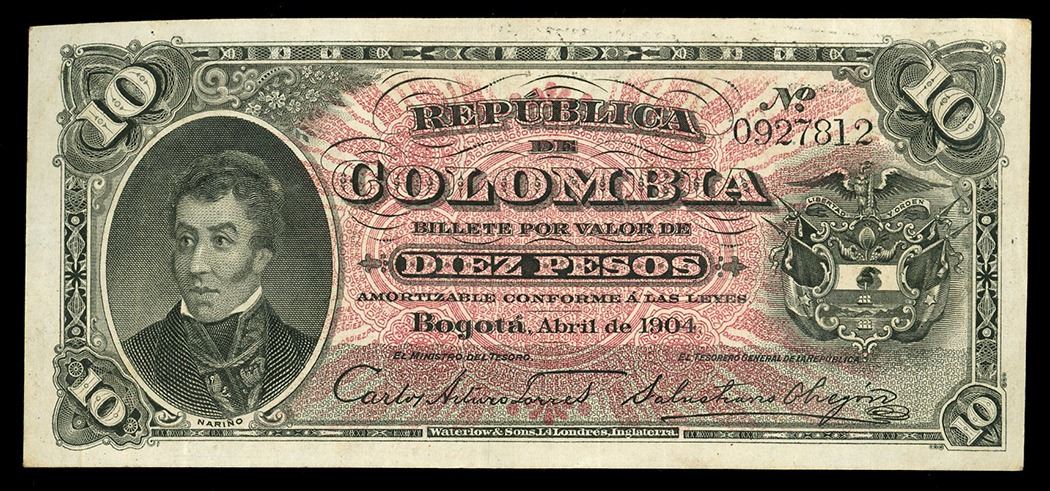 10
10
REPÚBLICA
Nº
0927812
DE
COLOMBIA
LIBERTAD Y ORDEN
BILLETE POR VALOR DE
DIEZ PESOS
AMORTIZABLE CONFORME Á LAS LEYES
Bogotá, Abril de 1904
EL MINISTRO DEL TESORO
EL TESORERO GENERAL DE LA REPÚBLICA
Carlos Arturo Torres
Salustiano Obregón
10
NARIÑO
10
Waterlow & Sons, Ld. Londres, Inglaterra.